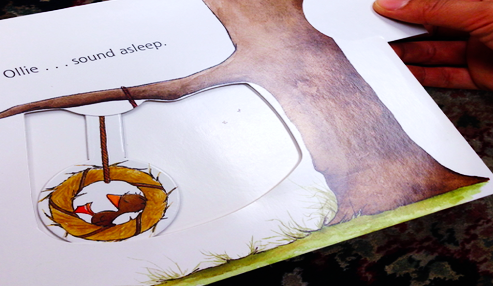 Ollie . . . sound asleep.